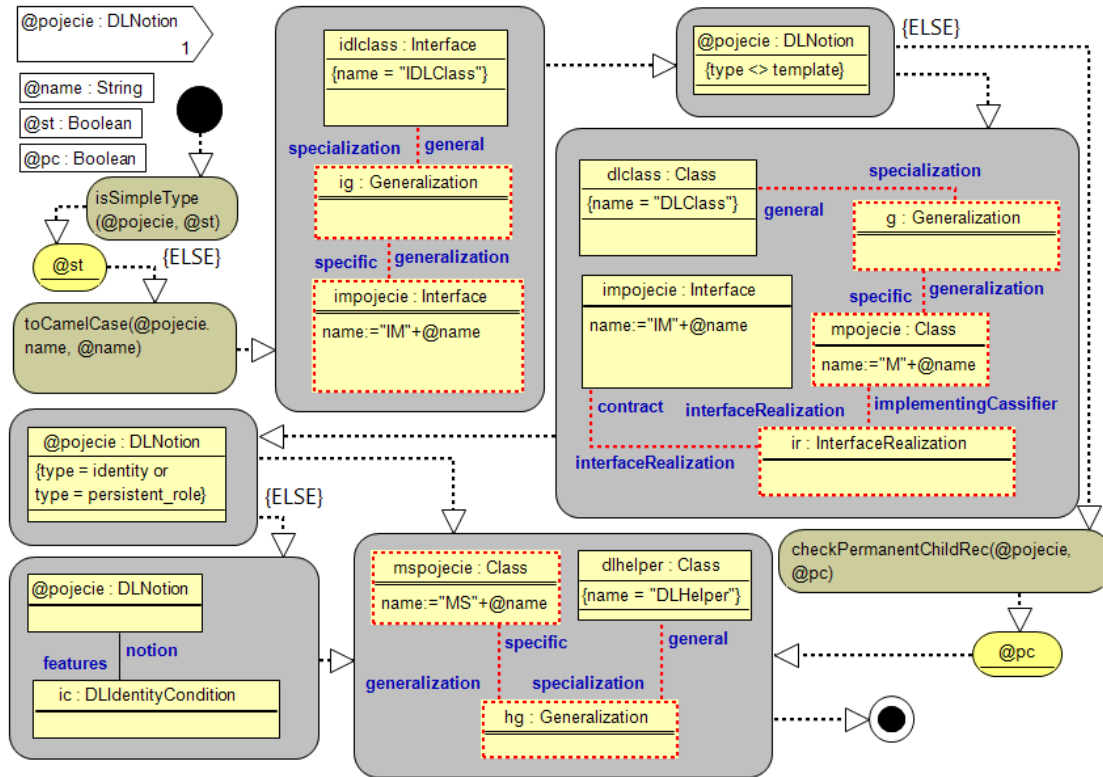 @pojecie : DLNotion
1
@name : String
@st : Boolean
@pc : Boolean
isSimpleType
(@pojecie, @st)
@st
{ELSE}
toCamelCase(@pojecie.
name, @name)
idlclass : Interface
{name = "IDLClass"}
specialization
general
ig : Generalization
specific
generalization
impojecie : Interface
name:="IM"+@name
@pojecie : DLNotion
{type <> template}
{ELSE}
dlclass : Class
{name = "DLClass"}
specialization
general
g : Generalization
specific
generalization
impojecie : Interface
name:="IM"+@name
mpojecie : Class
name:="M"+@name
contract
interfaceRealization
implementingCassifier
interfaceRealization
ir : InterfaceRealization
@pojecie : DLNotion
{type = identity or
type = persistent_role}
{ELSE}
@pojecie : DLNotion
features
notion
ic : DLIdentityCondition
mspojecie : Class
name:="MS"+@name
dlhelper : Class
{name = "DLHelper"}
specific
general
generalization
specialization
hg : Generalization
checkPermanentChildRec(@pojecie,
@pc)
@pc